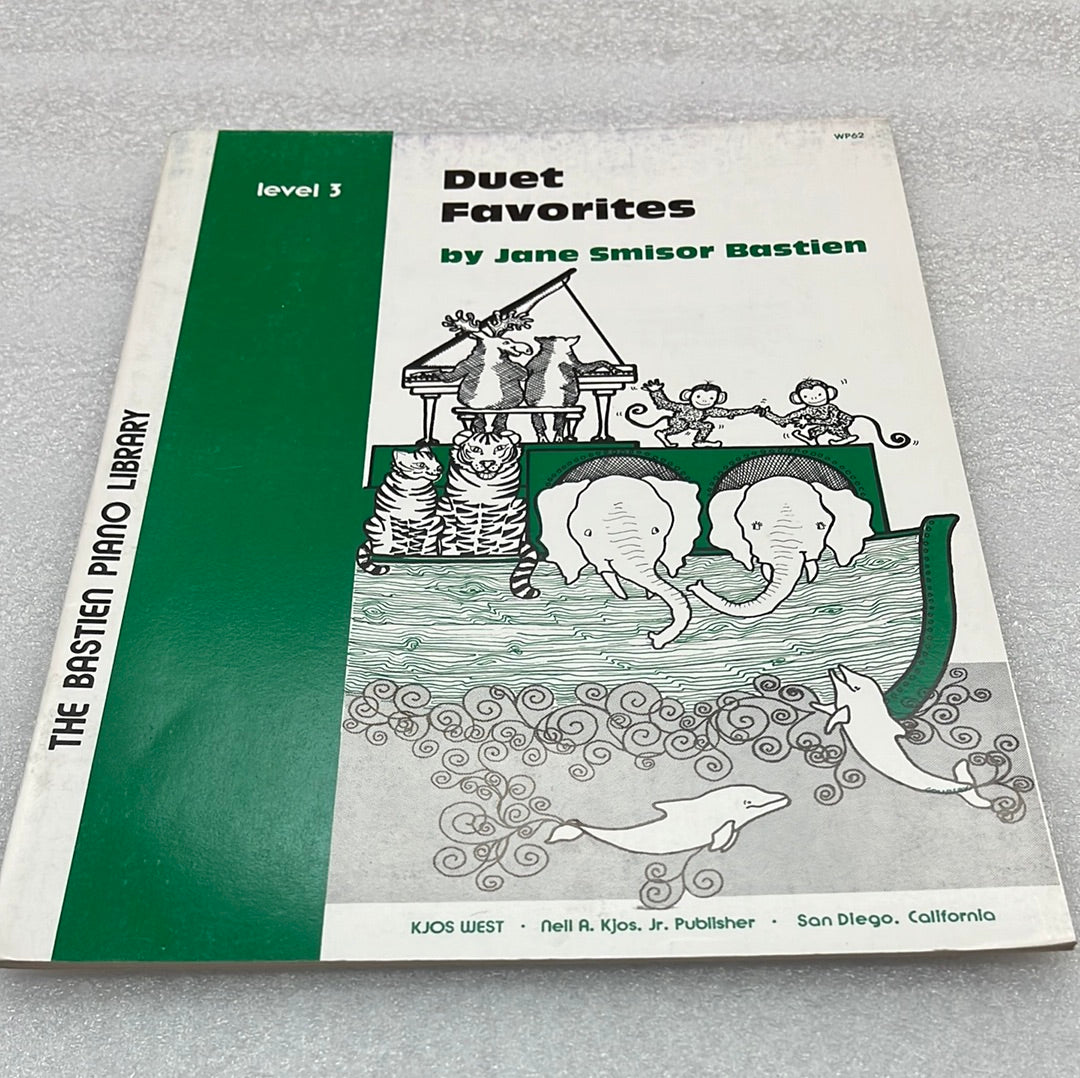 WP62
level 3
Duet
Favorites
by Jane Smisor Bastien
THE BASTIEN PIANO LIBRARY
KJOS WEST · Neil A. Kjos, Jr. Publisher · San Diego, California